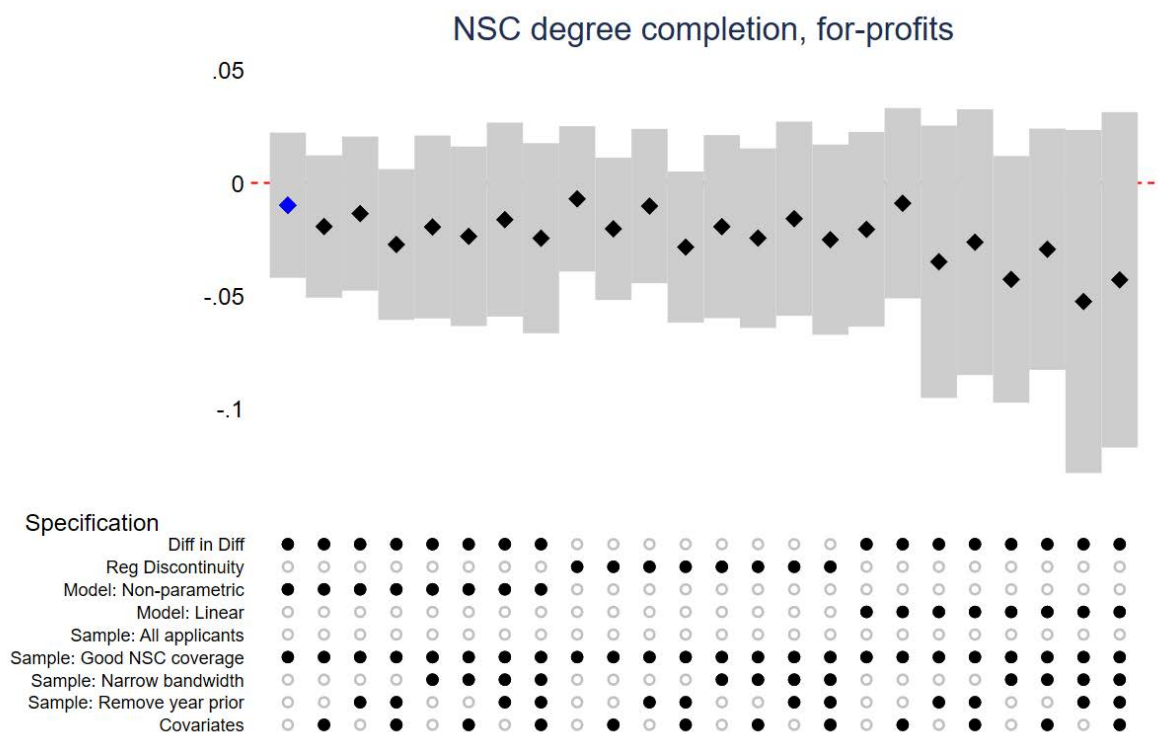 NSC degree completion, for-profits
.05
0
-.05
-.1
Specification
Diff in Diff
Reg Discontinuity
Model: Non-parametric
Model: Linear
Sample: All applicants
Sample: Good NSC coverage
Sample: Narrow bandwidth
Sample: Remove year prior
Covariates